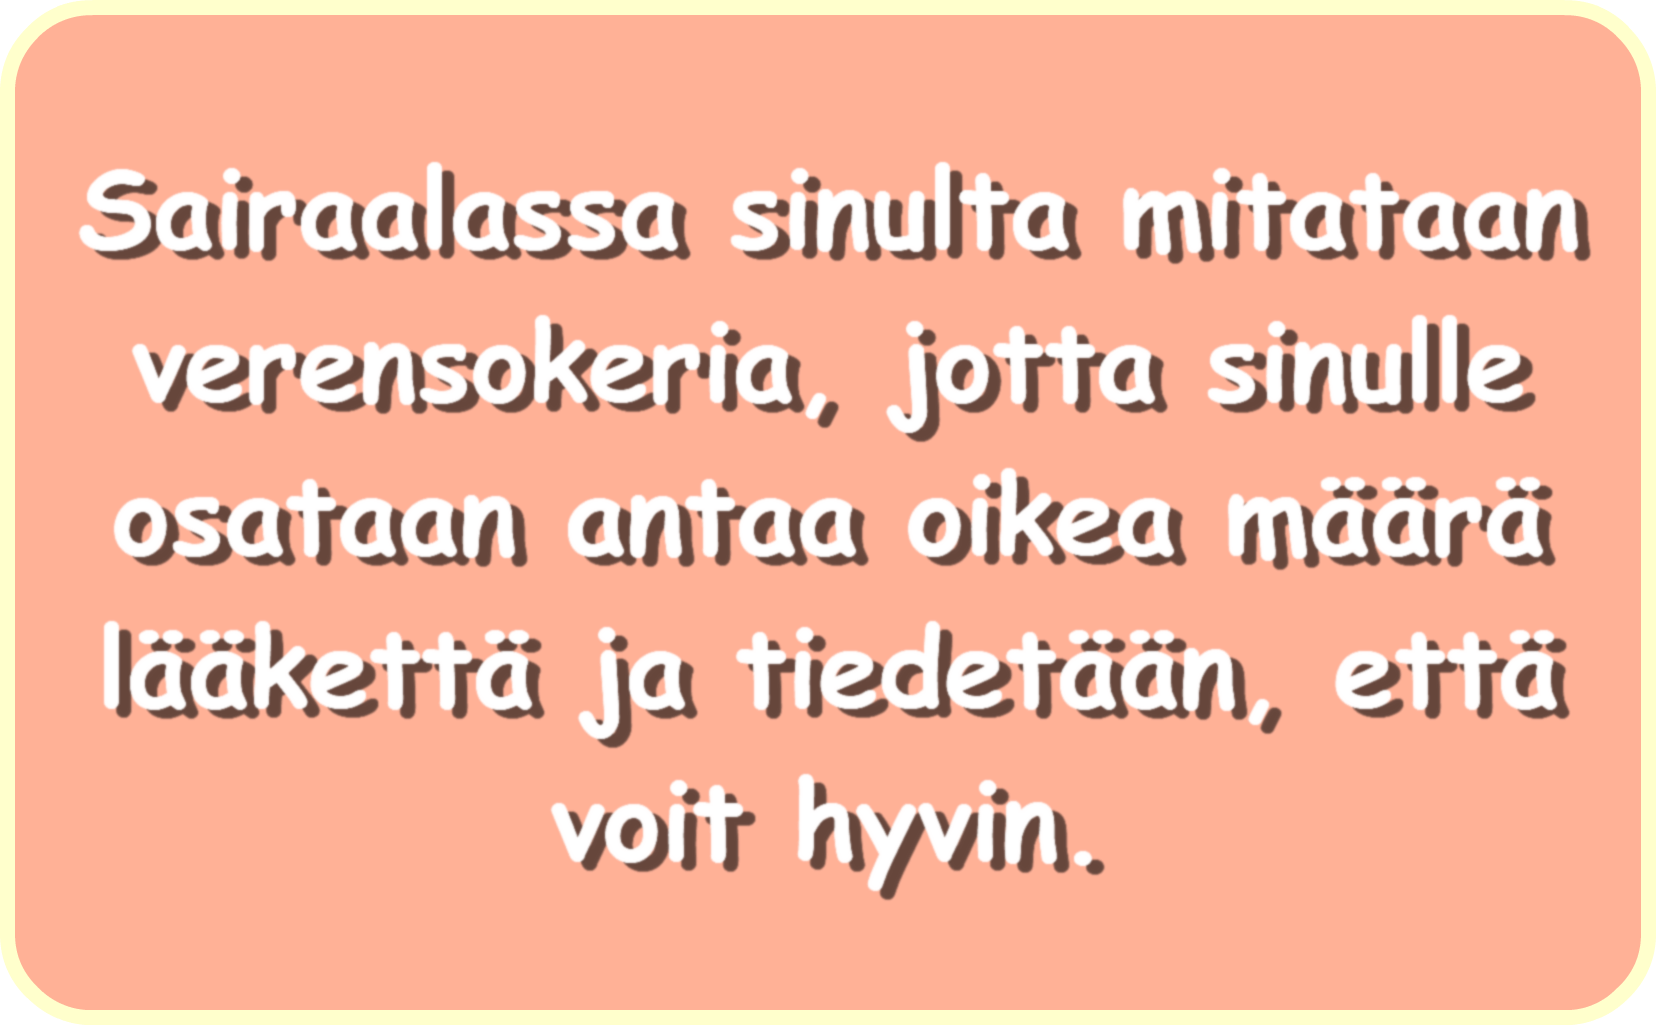 Sairaalassa sinulta mitataan
verensokeria, jotta sinulle
osataan antaa oikea määrä
lääkettä ja tiedetään, että
voit hyvin.